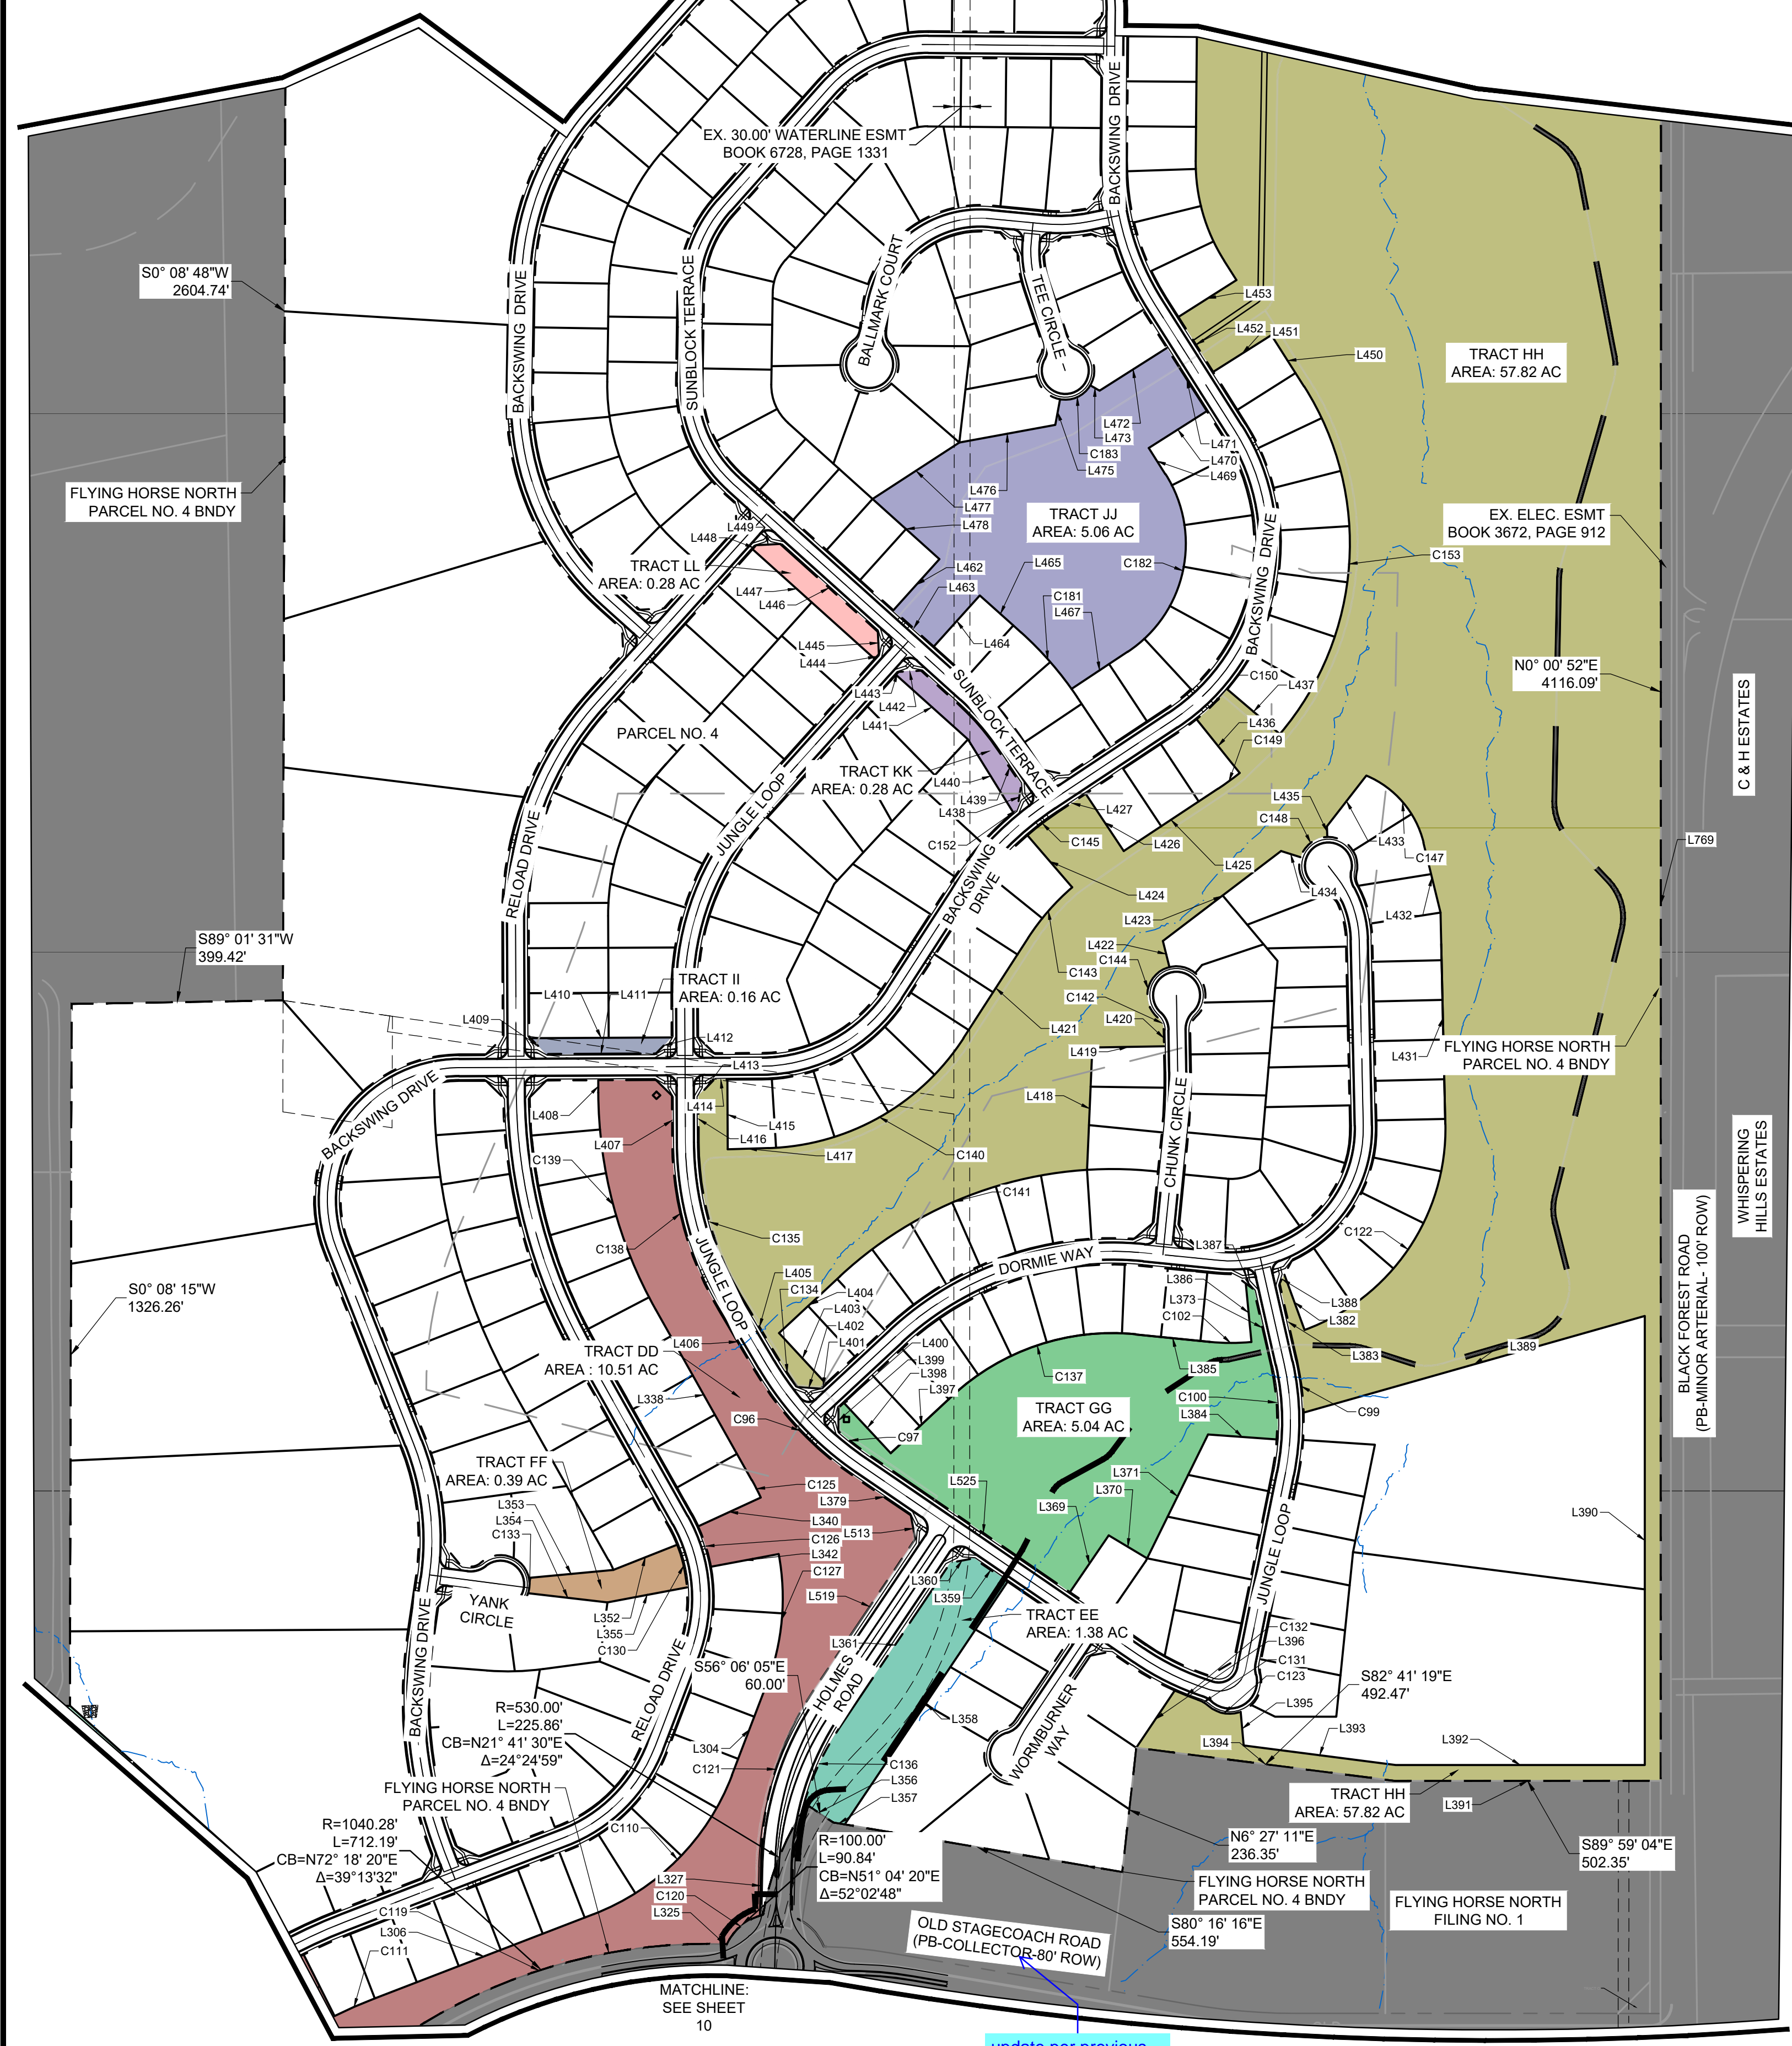 EX. 30.00' WATERLINE ESMT
BOOK 6728, PAGE 1331
BACKSWING DRIVE
S0° 08' 48"W
2604.74'
BACKSWING DRIVE
SUNBLOCK TERRACE
BALLMARK COURT
TEE CIRCLE
L453
L452
L451
L450
TRACT HH
AREA: 57.82 AC
L472
L473
C183
L475
L471
L470
L469
FLYING HORSE NORTH
PARCEL NO. 4 BNDY
L476
L477
L478
TRACT JJ
AREA: 5.06 AC
EX. ELEC. ESMT
BOOK 3672, PAGE 912
L449
L448
TRACT LL
AREA: 0.28 AC
L447
L446
L462
L463
L465
C182
C153
BACKSWING DRIVE
C181
L467
L464
L445
L444
L443
L442
L441
SUNBLOCK TERRACE
C150
L437
L436
C149
N0° 00' 52"E
4116.09'
C & H ESTATES
PARCEL NO. 4
TRACT KK
AREA: 0.28 AC
L440
L439
L438
JUNGLE LOOP
RELOAD DRIVE
C152
L427
C145
L426
L425
L435
C148
L433
C147
L769
BACKSWING
DRIVE
L424
L423
L434
L432
S89° 01' 31"W
399.42'
L422
C144
C143
C142
L420
L421
L419
L418
TRACT II
AREA: 0.16 AC
L410
L411
L409
L412
L413
L414
L415
L416
L417
L431
FLYING HORSE NORTH
PARCEL NO. 4 BNDY
CHUNK CIRCLE
BACKSWING DRIVE
L408
L407
C139
C140
C141
C138
C135
JUNGLE LOOP
DORMIE WAY
L387
C122
WHISPERING
HILLS ESTATES
BLACK FOREST ROAD
(PB-MINOR ARTERIAL- 100' ROW)
S0° 08' 15"W
1326.26'
L405
C134
L404
L403
L402
L401
L386
L373
C102
L388
L382
L383
L389
L406
TRACT DD
AREA : 10.51 AC
L338
L400
L399
L398
L397
C137
L385
C100
L384
C99
TRACT GG
AREA: 5.04 AC
C96
C97
TRACT FF
AREA: 0.39 AC
L353
L354
C133
C125
L379
L340
C126
L513
L342
C127
L525
L369
L371
L370
L390
JUNGLE LOOP
YANK
CIRCLE
L352
L355
C130
L519
L360
L359
TRACT EE
AREA: 1.38 AC
L361
BACKSWING DRIVE
RELOAD DRIVE
S56° 06' 05"E
60.00'
HOLMES
ROAD
WORMBURNER
WAY
C132
L396
C131
C123
L395
S82° 41' 19"E
492.47'
R=530.00'
L=225.86'
CB=N21° 41' 30"E
Δ=24°24'59"
L358
L304
C121
L394
L393
L392
FLYING HORSE NORTH
PARCEL NO. 4 BNDY
C136
L356
L357
TRACT HH
AREA: 57.82 AC
L391
R=1040.28'
L=712.19'
CB=N72° 18' 20"E
Δ=39°13'32"
C110
R=100.00'
L=90.84'
CB=N51° 04' 20"E
Δ=52°02'48"
N6° 27' 11"E
236.35'
S89° 59' 04"E
502.35'
L327
C120
L325
FLYING HORSE NORTH
PARCEL NO. 4 BNDY
FLYING HORSE NORTH
FILING NO. 1
C119
L306
C111
OLD STAGECOACH ROAD
(PB-COLLECTOR-80' ROW)
S80° 16' 16"E
554.19'
MATCHLINE:
SEE SHEET
10
update per previous